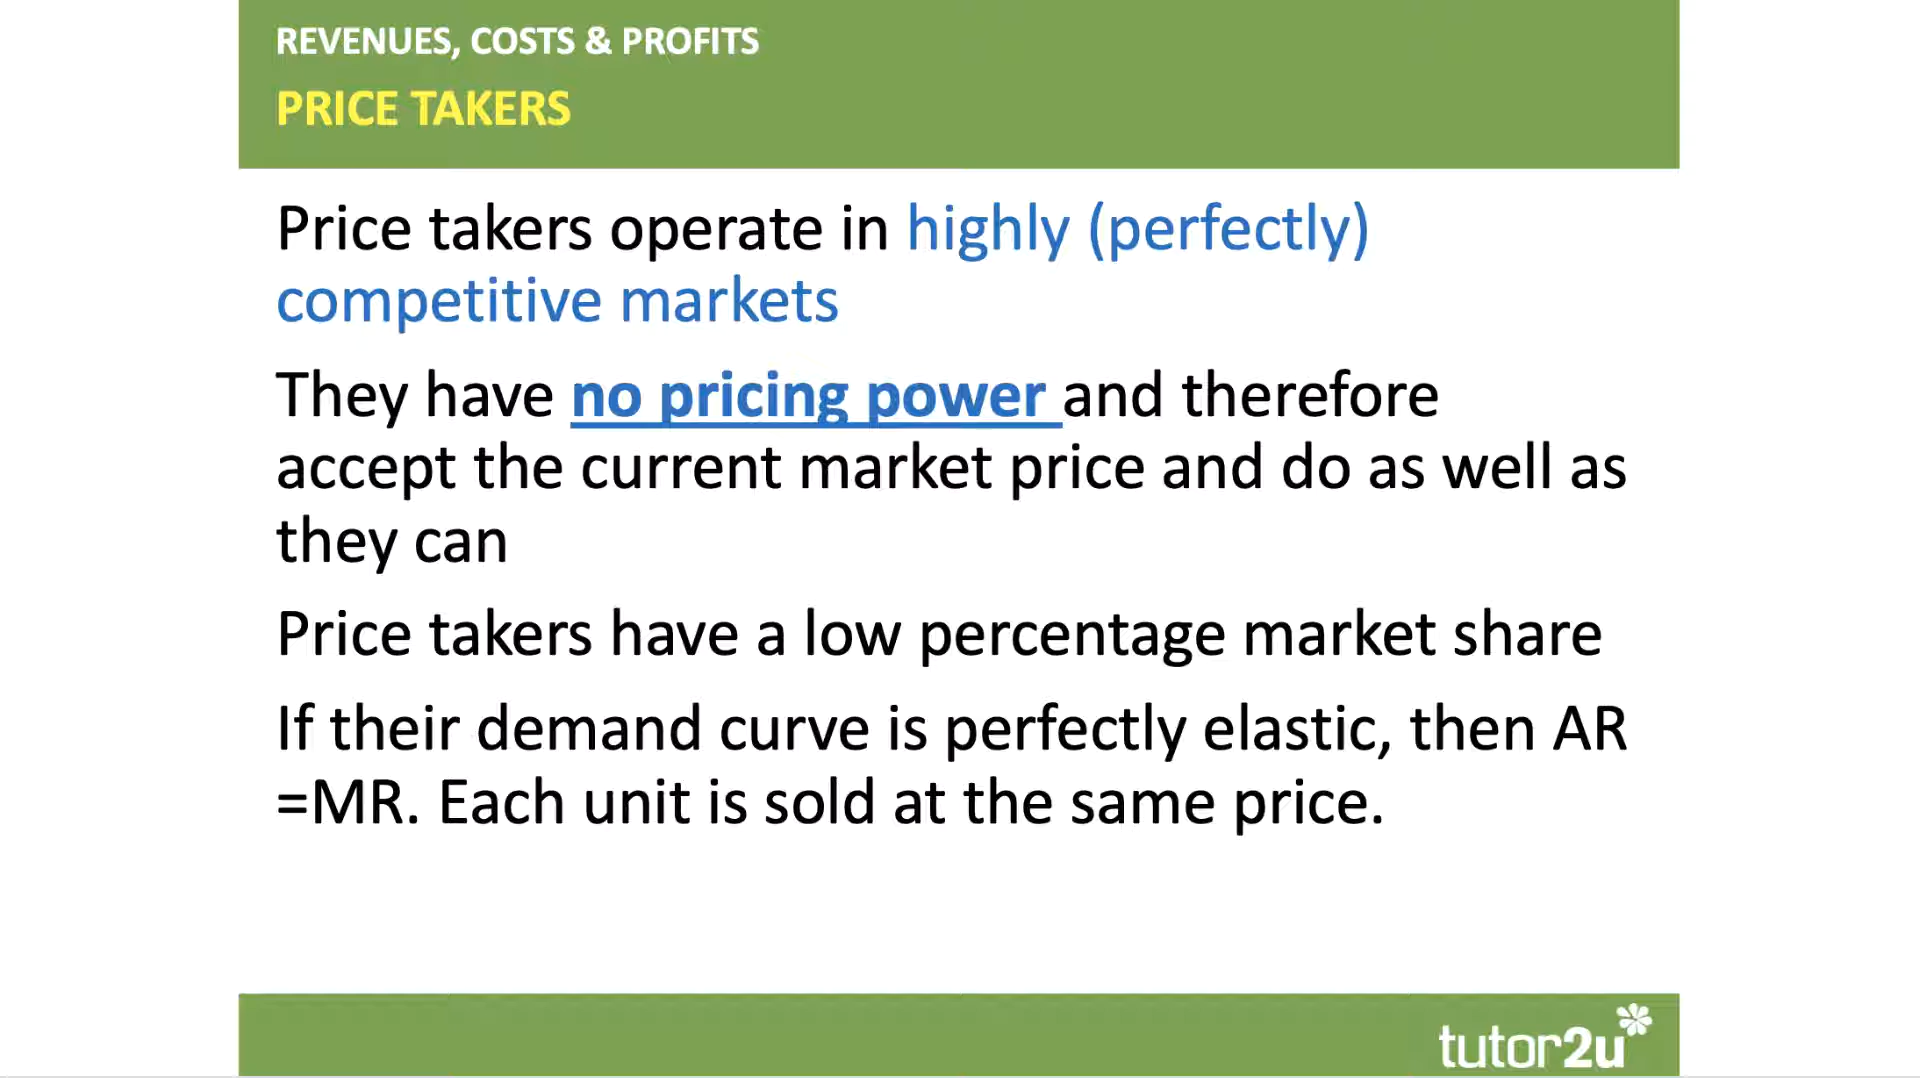 REVENUES, COSTS & PROFITS
PRICE TAKERS
Price takers operate in highly (perfectly)
competitive markets
They have no pricing power and therefore
accept the current market price and do as well as
they can
Price takers have a low percentage market share
If their demand curve is perfectly elastic, then AR
=MR. Each unit is sold at the same price.
tutor2u